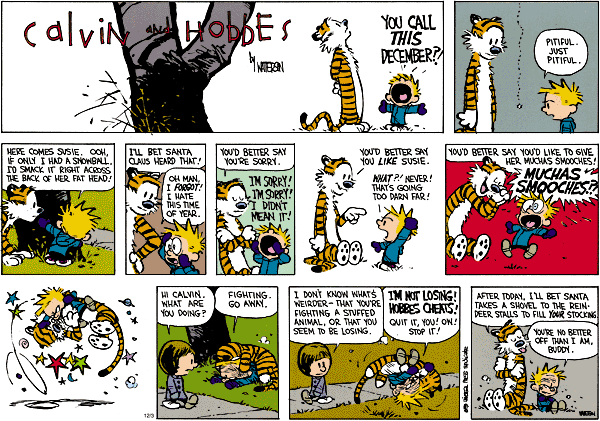 Calvin and Hobbes
by WATERSON
YOU CALL
THIS
DECEMBER?
PITIFUL.
JUST
PITIFUL.
HERE COMES SUSIE. OOH,
IF ONLY I HAD A SNOWBALL.
I'D SMACK IT RIGHT ACROSS
THE BACK OF HER FAT HEAD!
I'LL BET SANTA
CLAUS HEARD THAT!
OH MAN,
I FORGOT!
I HATE
THIS TIME
OF YEAR.
YOU'D BETTER SAY
YOU'RE SORRY.
I'M SORRY!
I'M SORRY!
I DIDN'T
MEAN IT!
YOU'D BETTER SAY
YOU LIKE SUSIE.
WHAT?! NEVER!
THAT'S GOING
TOO DARN FAR!
YOU'D BETTER SAY YOU'D LIKE TO GIVE
HER MUCHAS SMOOCHES!
MUCHAS
SMOOCHES?!
HI CALVIN.
WHAT ARE
YOU DOING?
FIGHTING.
GO AWAY.
12/3
I DON'T KNOW WHAT'S
WEIRDER - THAT YOU'RE
FIGHTING A STUFFED
ANIMAL, OR THAT YOU
SEEM TO BE LOSING.
I'M NOT LOSING!
HOBBES CHEATS!
QUIT IT, YOU! OW!
STOP IT!
AFTER TODAY, I'LL BET SANTA
TAKES A SHOVEL TO THE REIN-
DEER STALLS TO FILL YOUR STOCKING.
YOU'RE NO BETTER
OFF THAN I AM,
BUDDY.
WATERSON